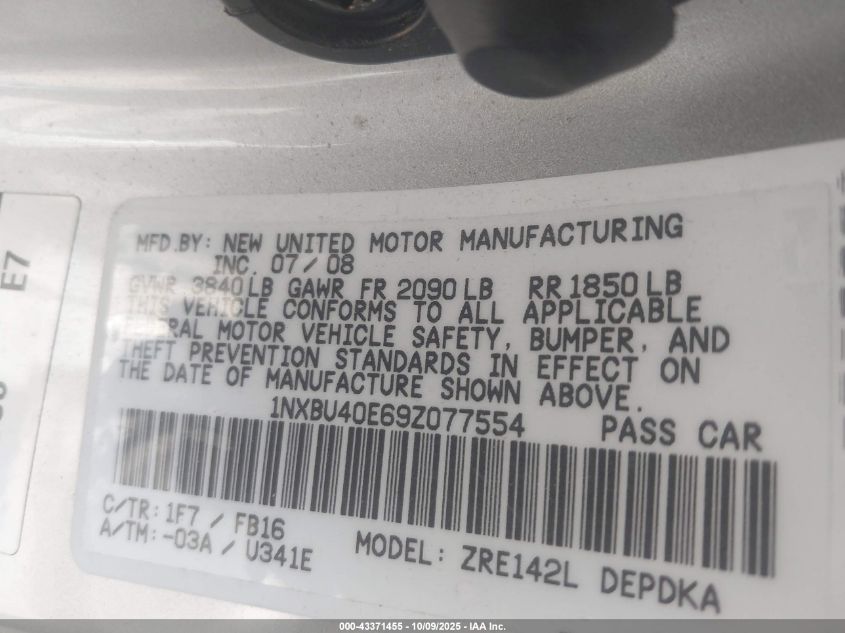 E7
MFD.BY: NEW UNITED MOTOR MANUFACTURING
INC. 07/08
GVWR 3840LB GAWR FR 2090LB RR 1850LB
THIS VEHICLE CONFORMS TO ALL APPLICABLE
FEDERAL MOTOR VEHICLE SAFETY, BUMPER, AND
THEFT PREVENTION STANDARDS IN EFFECT ON
THE DATE OF MANUFACTURE SHOWN ABOVE.
1NXBU40E69Z077554 PASS CAR
C/TR: 1F7 / FB16
A/TM: -03A / U341E MODEL: ZRE142L DEPDKA
000-43371455 - 10/09/2025 - IAA Inc.